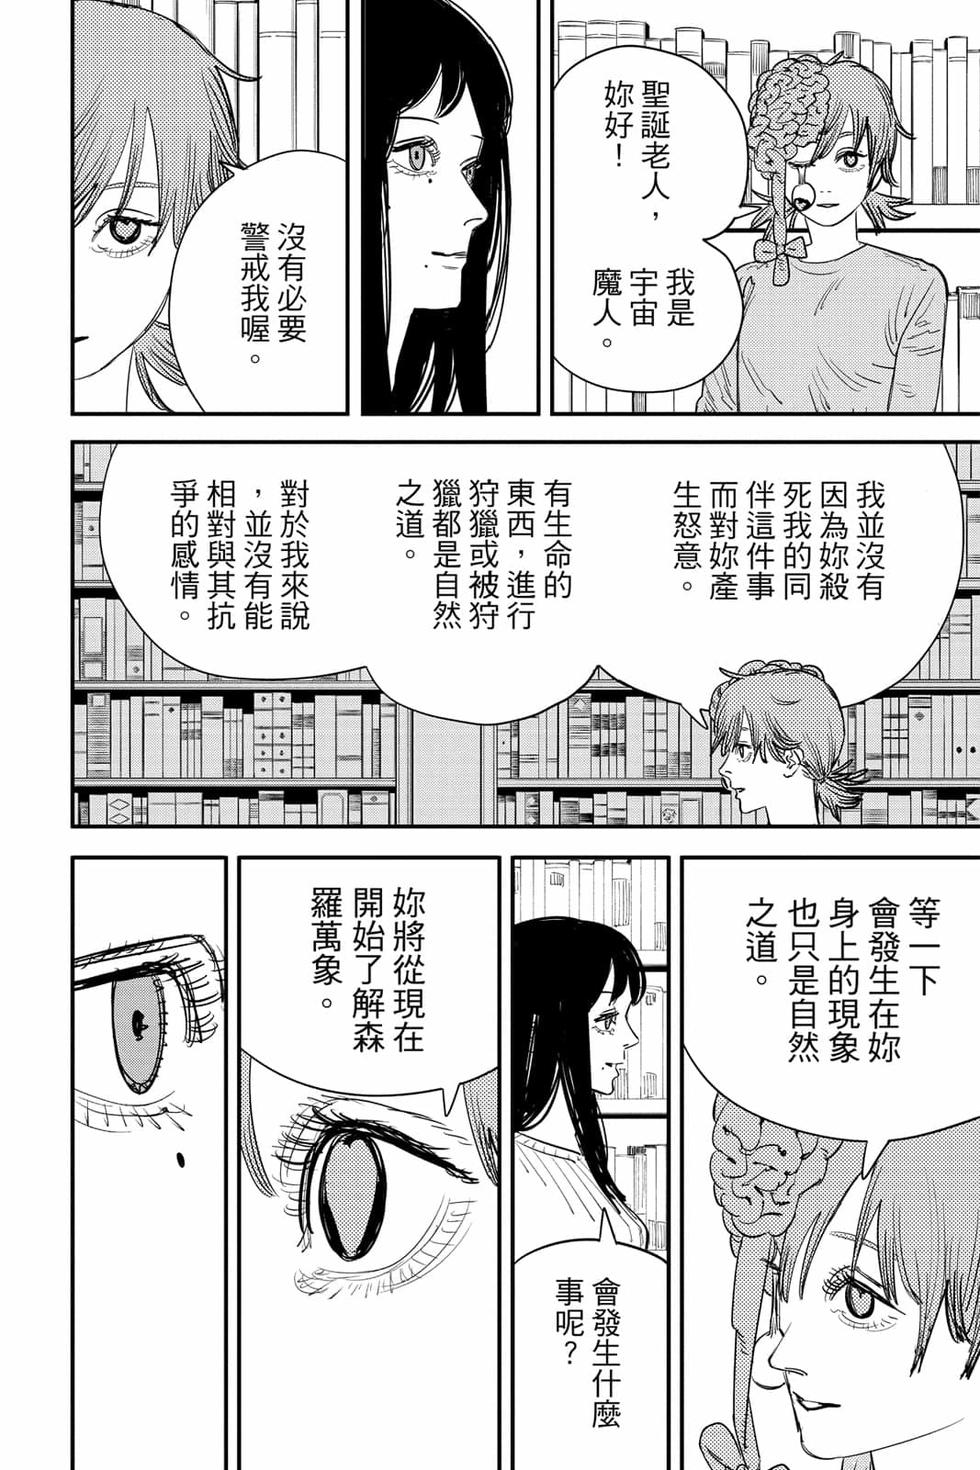 聖誕老人，
妳好！
我是
宇宙
魔人。
沒有必要
警戒我喔。
我並沒有
因為妳殺
死我的同
伴這件事
而對妳產
生怒意。
有生命的
東西，進行
狩獵或被狩
獵都是自然
之道。
對於我來說
，並沒有能
相對與其抗
爭的感情。
等一下
會發生在妳
身上的現象
也只是自然
之道。
會發生什麼
事呢？
妳將從現在
開始了解森
羅萬象。